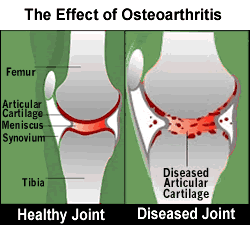 The Effect of Osteoarthritis
Femur
Articular
Cartilage
Meniscus
Synovium
Tibia
Diseased
Articular
Cartilage
Healthy Joint
Diseased Joint